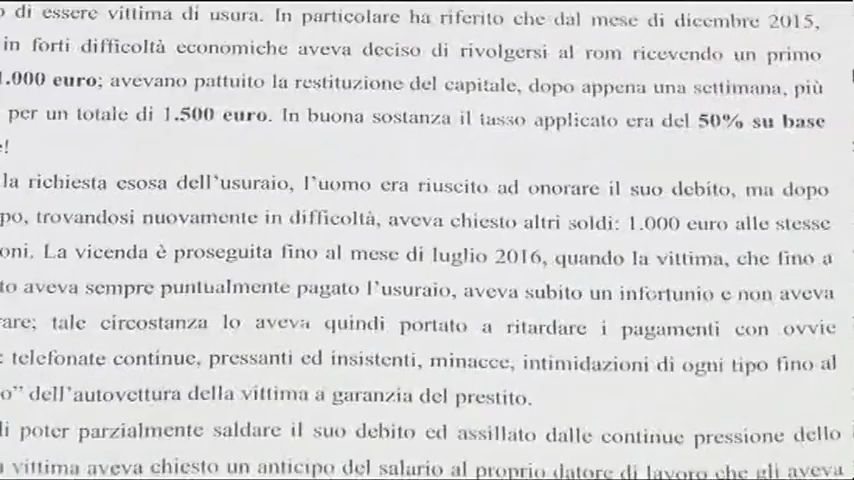 o di essere vittima di usura. In particolare ha riferito che dal mese di dicembre 2015,
in forti difficoltà economiche aveva deciso di rivolgersi al rom ricevendo un primo
1.000 euro; avevano pattuito la restituzione del capitale, dopo appena una settimana, più
per un totale di 1.500 euro. In buona sostanza il tasso applicato era del 50% su base
e!
la richiesta esosa dell'usuraio, l'uomo era riuscito ad onorare il suo debito, ma dopo
po, trovandosi nuovamente in difficoltà, aveva chiesto altri soldi: 1.000 euro alle stesse
oni. La vicenda è proseguita fino al mese di luglio 2016, quando la vittima, che fino a
to aveva sempre puntualmente pagato l'usuraio, aveva subito un infortunio e non aveva
rare; tale circostanza lo aveva quindi portato a ritardare i pagamenti con ovvie
: telefonate continue, pressanti ed insistenti, minacce, intimidazioni di ogni tipo fino al
o" dell'autovettura della vittima a garanzia del prestito.
di poter parzialmente saldare il suo debito ed assillato dalle continue pressione dello
a vittima aveva chiesto un anticipo del salario al proprio datore di lavoro che gli aveva